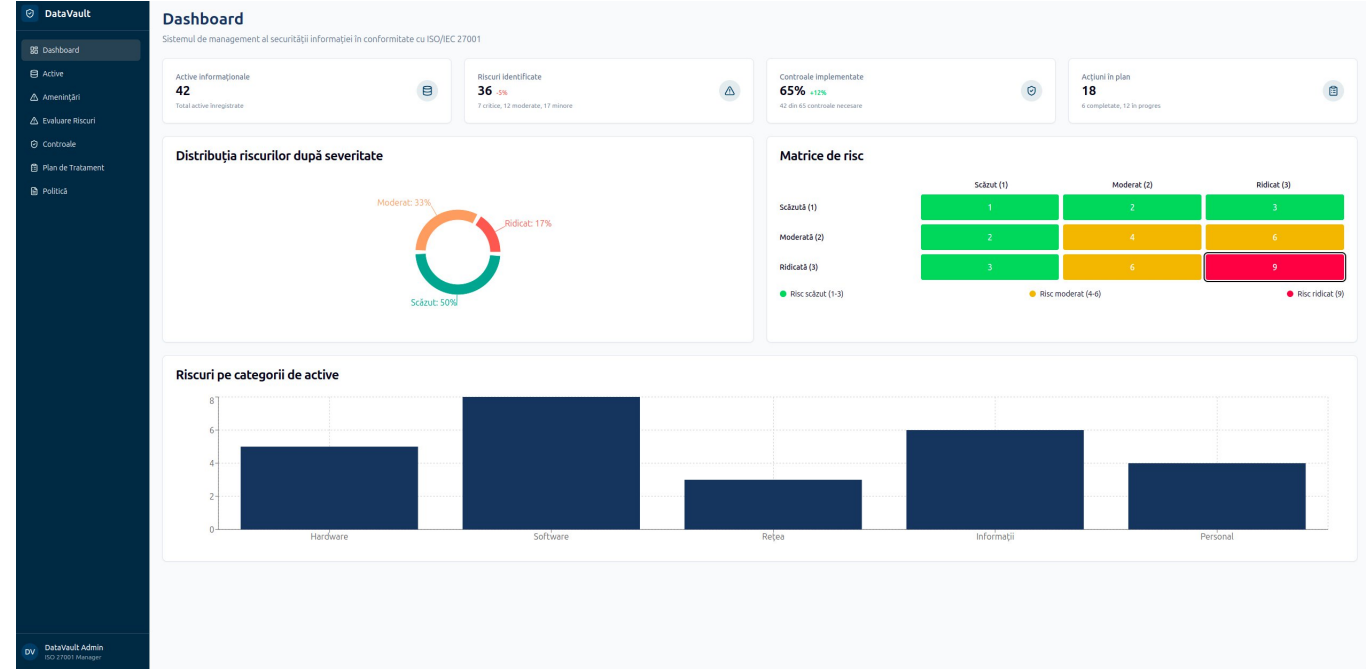 DataVault
Dashboard
Active
Amenințări
Evaluare Riscuri
Controale
Plan de Tratament
Politică
DV
DataVault Admin
ISO 27001 Manager
Dashboard
Sistemul de management al securității informației în conformitate cu ISO/IEC 27001
Active informaționale
42
Total active înregistrate
Riscuri identificate
36 -5%
7 critice, 12 moderate, 17 minore
Controale implementate
65% +12%
42 din 65 controale necesare
Acțiuni în plan
18
6 completate, 12 în progres
Distribuția riscurilor după severitate
Moderat: 33%
Ridicat: 17%
Scăzut: 50%
Matrice de risc
Scăzut (1) Moderat (2) Ridicat (3)
Scăzută (1) 1 2 3
Moderată (2) 2 4 6
Ridicată (3) 3 6 9
Risc scăzut (1-3) Risc moderat (4-6) Risc ridicat (9)
Riscuri pe categorii de active
8
6
4
2
0
Hardware Software Rețea Informații Personal